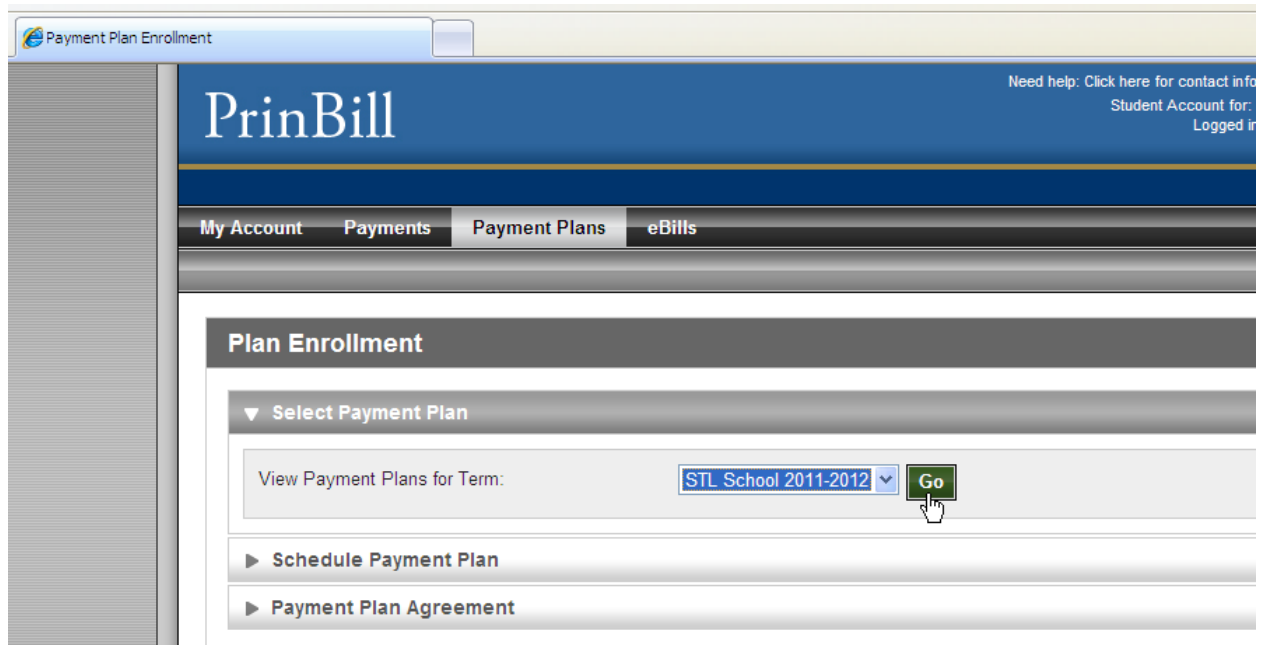 Payment Plan Enrollment
PrinBill
Need help: Click here for contact info
Student Account for:
Logged in
My Account Payments Payment Plans eBills
Plan Enrollment
Select Payment Plan
View Payment Plans for Term: STL School 2011-2012 Go
Schedule Payment Plan
Payment Plan Agreement